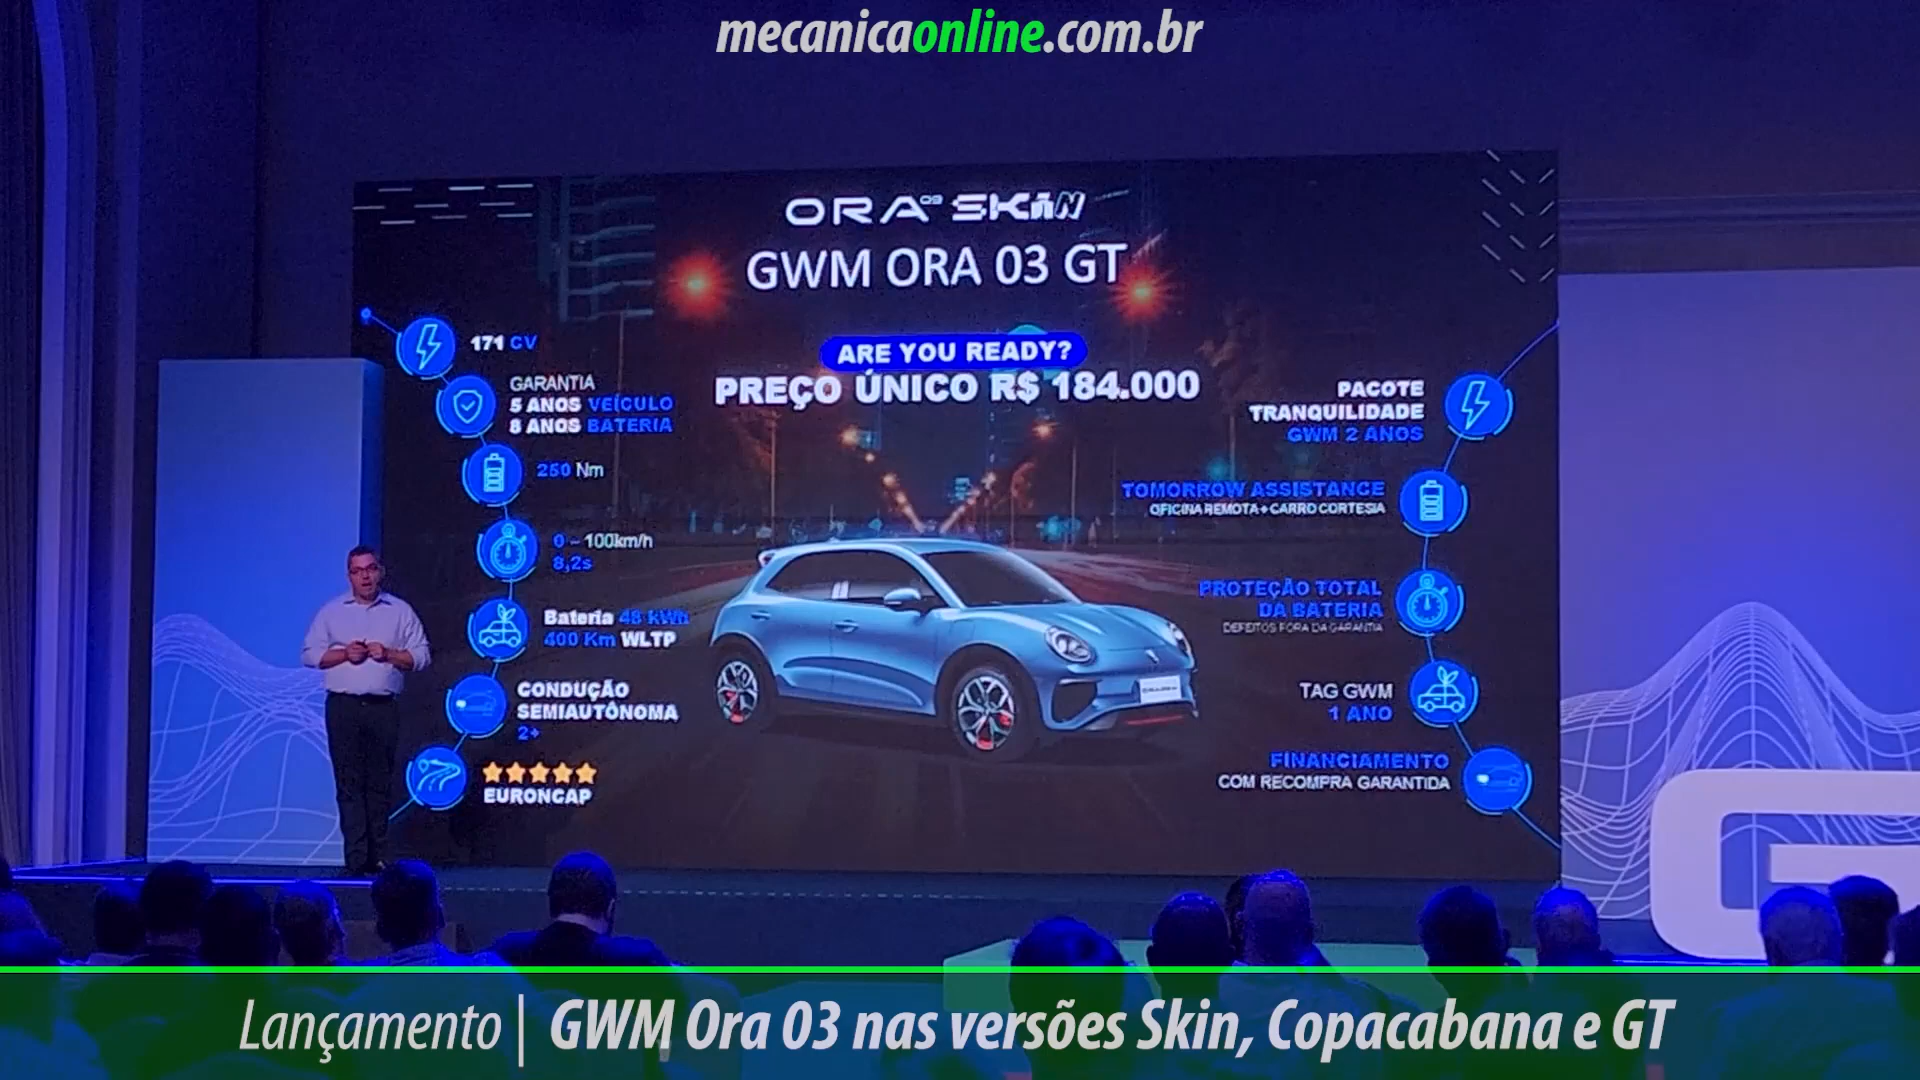 mecanicaonline.com.br
ORA 03 SKiN
GWM ORA 03 GT
ARE YOU READY?
PREÇO ÚNICO R$ 184.000
171 CV
GARANTIA
5 ANOS VEÍCULO
8 ANOS BATERIA
250 Nm
0 - 100km/h
8,2s
Bateria 48 kWh
400 Km WLTP
CONDUÇÃO
SEMIAUTÔNOMA
2+
EURONCAP
PACOTE
TRANQUILIDADE
GWM 2 ANOS
TOMORROW ASSISTANCE
OFICINA REMOTA + CARRO CORTESIA
PROTEÇÃO TOTAL
DA BATERIA
DEFEITOS FORA DA GARANTIA
TAG GWM
1 ANO
FINANCIAMENTO
COM RECOMPRA GARANTIDA
G
Lançamento | GWM Ora 03 nas versões Skin, Copacabana e GT